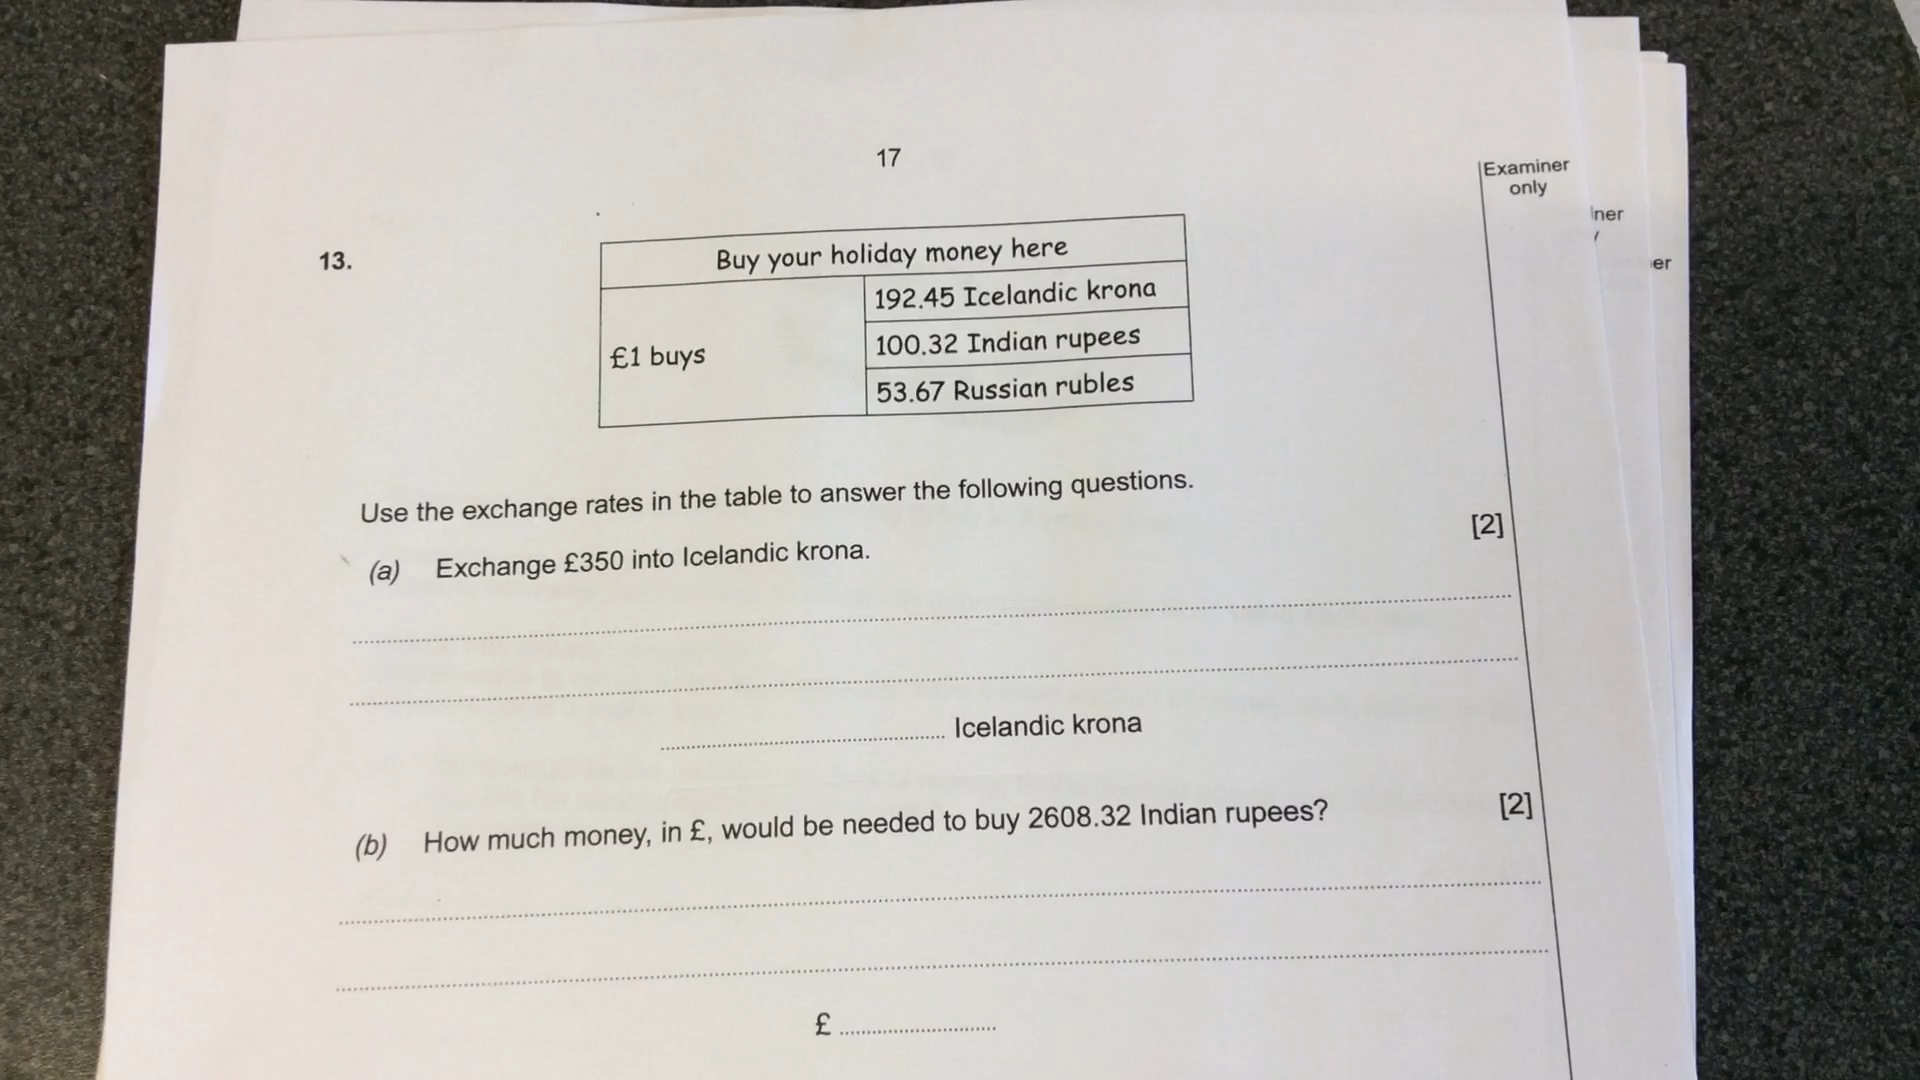 17
Examiner
only
ner
er
13.
Buy your holiday money here
£1 buys
192.45 Icelandic krona
100.32 Indian rupees
53.67 Russian rubles
Use the exchange rates in the table to answer the following questions.
(a) Exchange £350 into Icelandic krona. [2]
Icelandic krona
(b) How much money, in £, would be needed to buy 2608.32 Indian rupees? [2]
£